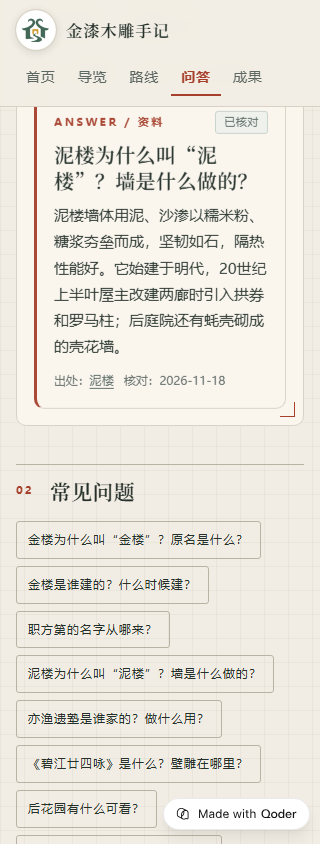 金漆木雕手记
首页 导览 路线 问答 成果
ANSWER / 资料 已核对
泥楼为什么叫“泥
楼”？墙是什么做的？
泥楼墙体用泥、沙渗以糯米粉、
糖浆夯垒而成，坚韧如石，隔热
性能好。它始建于明代，20世纪
上半叶屋主改建两廊时引入拱券
和罗马柱；后庭院还有蚝壳砌成
的壳花墙。
出处：泥楼 核对：2026-11-18
02 常见问题
金楼为什么叫“金楼”？原名是什么？
金楼是谁建的？什么时候建？
职方第的名字从哪来？
泥楼为什么叫“泥楼”？墙是什么做的？
亦渔遗塾是谁家的？做什么用？
《碧江廿四咏》是什么？壁雕在哪里？
后花园有什么可看？
Made with Qoder